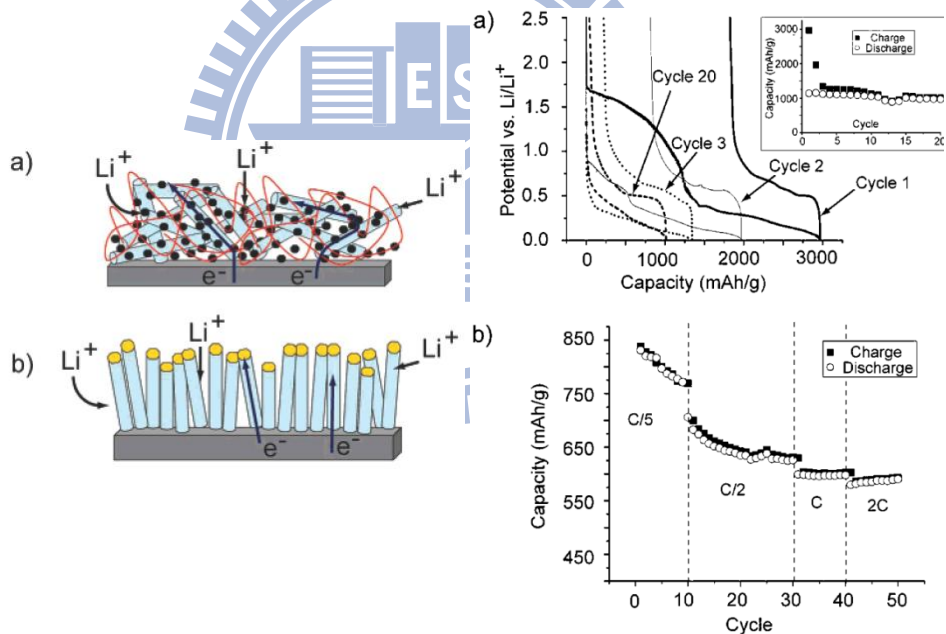 a)
Li+
Li+
Li+
e-
e-
b)
Li+
Li+
Li+
e-
e-
ES
a)
Potential vs. Li/Li+
2.5
2.0
1.5
1.0
0.5
0.0
0
1000
2000
3000
Capacity (mAh/g)
Cycle 20
Cycle 3
Cycle 2
Cycle 1
Capacity (mAh/g)
3000
2000
1000
0
Charge
Discharge
Cycle
0
5
10
15
20
b)
Capacity (mAh/g)
850
750
650
550
450
Charge
Discharge
C/5
C/2
C
2C
0
10
20
30
40
50
Cycle